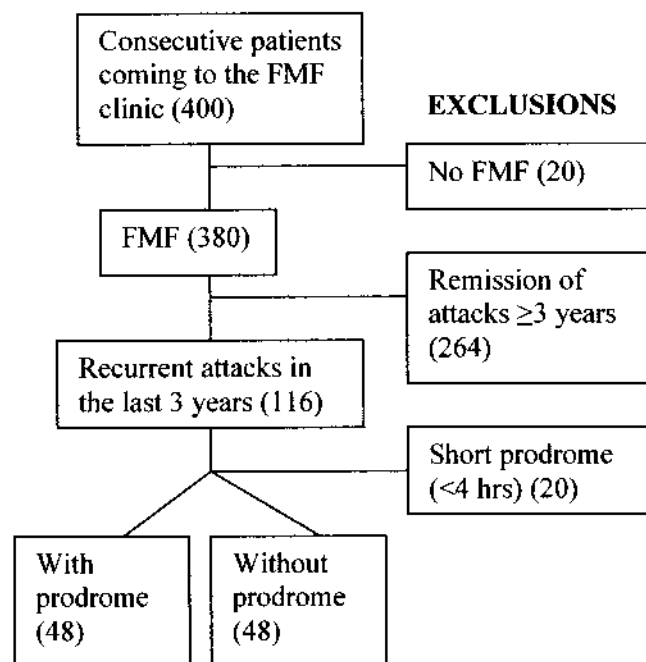 Consecutive patients
coming to the FMF
clinic (400)
EXCLUSIONS
No FMF (20)
FMF (380)
Remission of
attacks ≥3 years
(264)
Recurrent attacks in
the last 3 years (116)
Short prodrome
(<4 hrs) (20)
With
prodrome
(48)
Without
prodrome
(48)